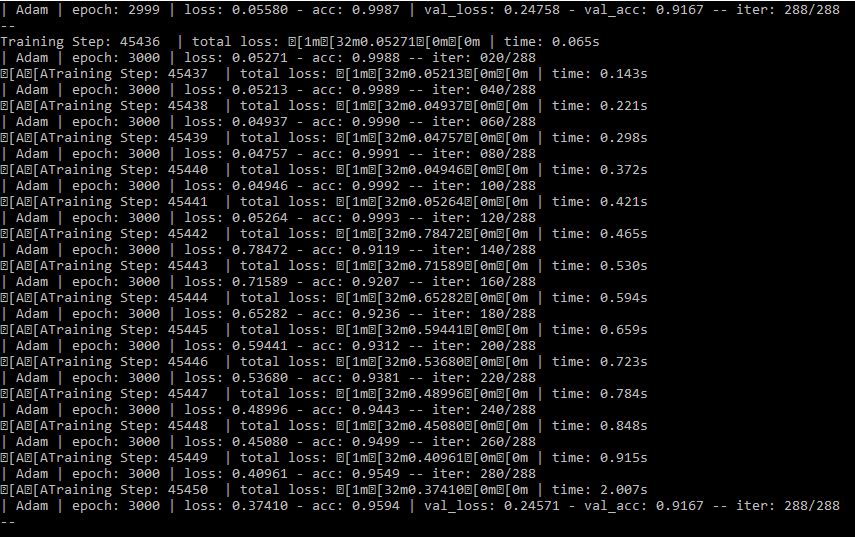 | Adam | epoch: 2999 | loss: 0.05580 - acc: 0.9987 | val_loss: 0.24758 - val_acc: 0.9167 -- iter: 288/288
--
Training Step: 45436  | total loss: ⍰[1m⍰[32m0.05271⍰[0m⍰[0m | time: 0.065s
| Adam | epoch: 3000 | loss: 0.05271 - acc: 0.9988 -- iter: 020/288
⍰[A⍰[ATraining Step: 45437  | total loss: ⍰[1m⍰[32m0.05213⍰[0m⍰[0m | time: 0.143s
| Adam | epoch: 3000 | loss: 0.05213 - acc: 0.9989 -- iter: 040/288
⍰[A⍰[ATraining Step: 45438  | total loss: ⍰[1m⍰[32m0.04937⍰[0m⍰[0m | time: 0.221s
| Adam | epoch: 3000 | loss: 0.04937 - acc: 0.9990 -- iter: 060/288
⍰[A⍰[ATraining Step: 45439  | total loss: ⍰[1m⍰[32m0.04757⍰[0m⍰[0m | time: 0.298s
| Adam | epoch: 3000 | loss: 0.04757 - acc: 0.9991 -- iter: 080/288
⍰[A⍰[ATraining Step: 45440  | total loss: ⍰[1m⍰[32m0.04946⍰[0m⍰[0m | time: 0.372s
| Adam | epoch: 3000 | loss: 0.04946 - acc: 0.9992 -- iter: 100/288
⍰[A⍰[ATraining Step: 45441  | total loss: ⍰[1m⍰[32m0.05264⍰[0m⍰[0m | time: 0.421s
| Adam | epoch: 3000 | loss: 0.05264 - acc: 0.9993 -- iter: 120/288
⍰[A⍰[ATraining Step: 45442  | total loss: ⍰[1m⍰[32m0.78472⍰[0m⍰[0m | time: 0.465s
| Adam | epoch: 3000 | loss: 0.78472 - acc: 0.9119 -- iter: 140/288
⍰[A⍰[ATraining Step: 45443  | total loss: ⍰[1m⍰[32m0.71589⍰[0m⍰[0m | time: 0.530s
| Adam | epoch: 3000 | loss: 0.71589 - acc: 0.9207 -- iter: 160/288
⍰[A⍰[ATraining Step: 45444  | total loss: ⍰[1m⍰[32m0.65282⍰[0m⍰[0m | time: 0.594s
| Adam | epoch: 3000 | loss: 0.65282 - acc: 0.9236 -- iter: 180/288
⍰[A⍰[ATraining Step: 45445  | total loss: ⍰[1m⍰[32m0.59441⍰[0m⍰[0m | time: 0.659s
| Adam | epoch: 3000 | loss: 0.59441 - acc: 0.9312 -- iter: 200/288
⍰[A⍰[ATraining Step: 45446  | total loss: ⍰[1m⍰[32m0.53680⍰[0m⍰[0m | time: 0.723s
| Adam | epoch: 3000 | loss: 0.53680 - acc: 0.9381 -- iter: 220/288
⍰[A⍰[ATraining Step: 45447  | total loss: ⍰[1m⍰[32m0.48996⍰[0m⍰[0m | time: 0.784s
| Adam | epoch: 3000 | loss: 0.48996 - acc: 0.9443 -- iter: 240/288
⍰[A⍰[ATraining Step: 45448  | total loss: ⍰[1m⍰[32m0.45080⍰[0m⍰[0m | time: 0.848s
| Adam | epoch: 3000 | loss: 0.45080 - acc: 0.9499 -- iter: 260/288
⍰[A⍰[ATraining Step: 45449  | total loss: ⍰[1m⍰[32m0.40961⍰[0m⍰[0m | time: 0.915s
| Adam | epoch: 3000 | loss: 0.40961 - acc: 0.9549 -- iter: 280/288
⍰[A⍰[ATraining Step: 45450  | total loss: ⍰[1m⍰[32m0.37410⍰[0m⍰[0m | time: 2.007s
| Adam | epoch: 3000 | loss: 0.37410 - acc: 0.9594 | val_loss: 0.24571 - val_acc: 0.9167 -- iter: 288/288
--